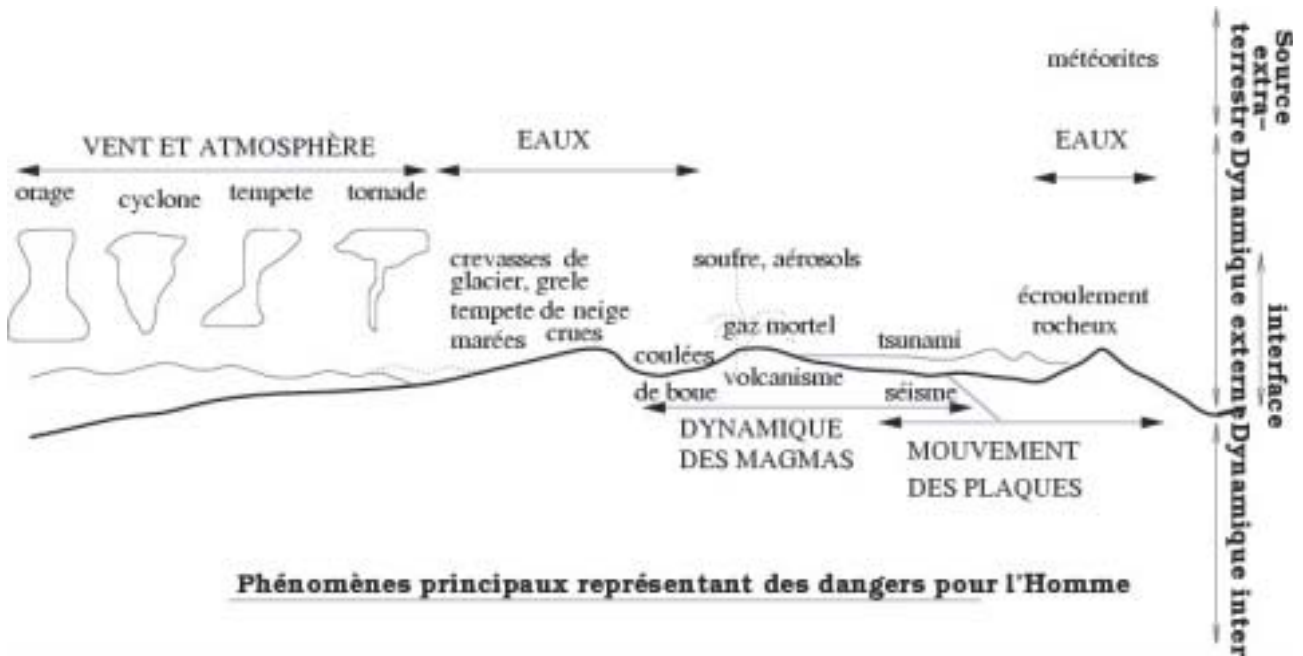 météorites
VENT ET ATMOSPHÈRE
EAUX
EAUX
orage
cyclone
tempete
tornade
crevasses de
glacier, grele
tempete de neige
marées
crues
soufre, aérosols
gaz mortel
coulées
de boue
volcanisme
tsunami
séisme
écroulement
rocheux
DYNAMIQUE
DES MAGMAS
MOUVEMENT
DES PLAQUES
Phénomènes principaux représentant des dangers pour l'Homme
Source
extra-
terrestre
Dynamique externe
interface
Dynamique inter